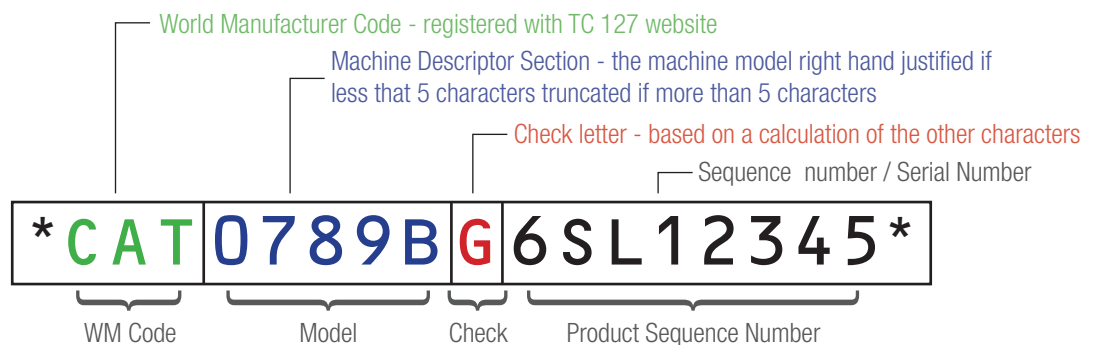 World Manufacturer Code - registered with TC 127 website
Machine Descriptor Section - the machine model right hand justified if
less that 5 characters truncated if more than 5 characters
Check letter - based on a calculation of the other characters
Sequence number / Serial Number
*CAT0789BG6SL12345*
WM Code Model Check Product Sequence Number